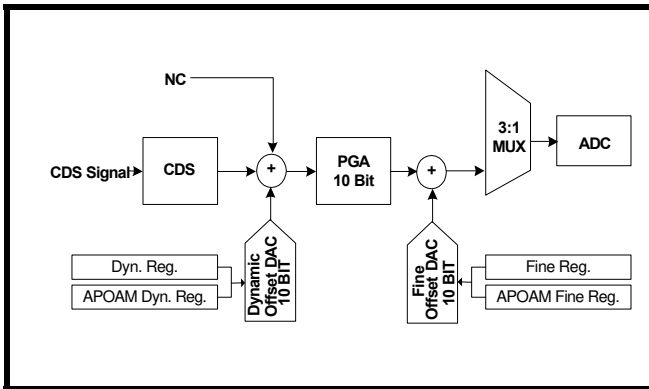 NC
CDS Signal
CDS
+
PGA
10 Bit
+
3:1
MUX
ADC
Dyn. Reg.
APOAM Dyn. Reg.
Dynamic
Offset DAC
10 BIT
Fine
Offset DAC
10 BIT
Fine Reg.
APOAM Fine Reg.